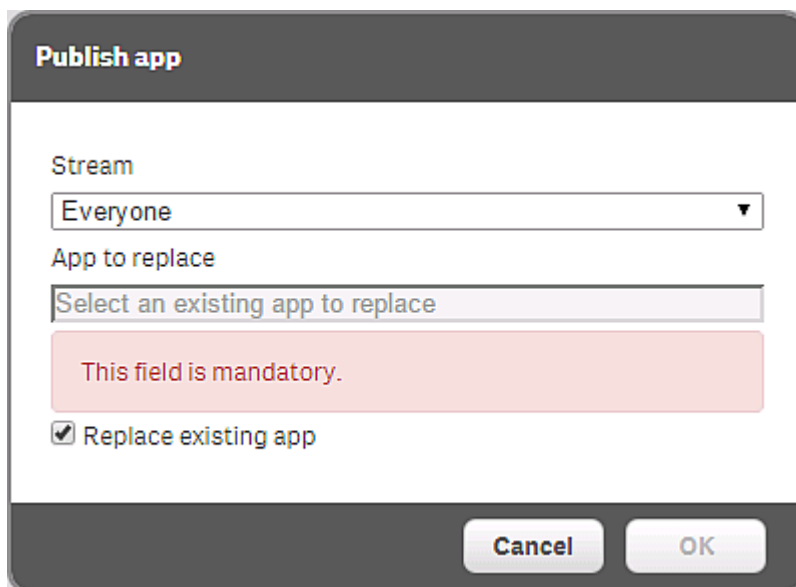 Publish app
Stream
Everyone
App to replace
Select an existing app to replace
This field is mandatory.
Replace existing app
Cancel OK